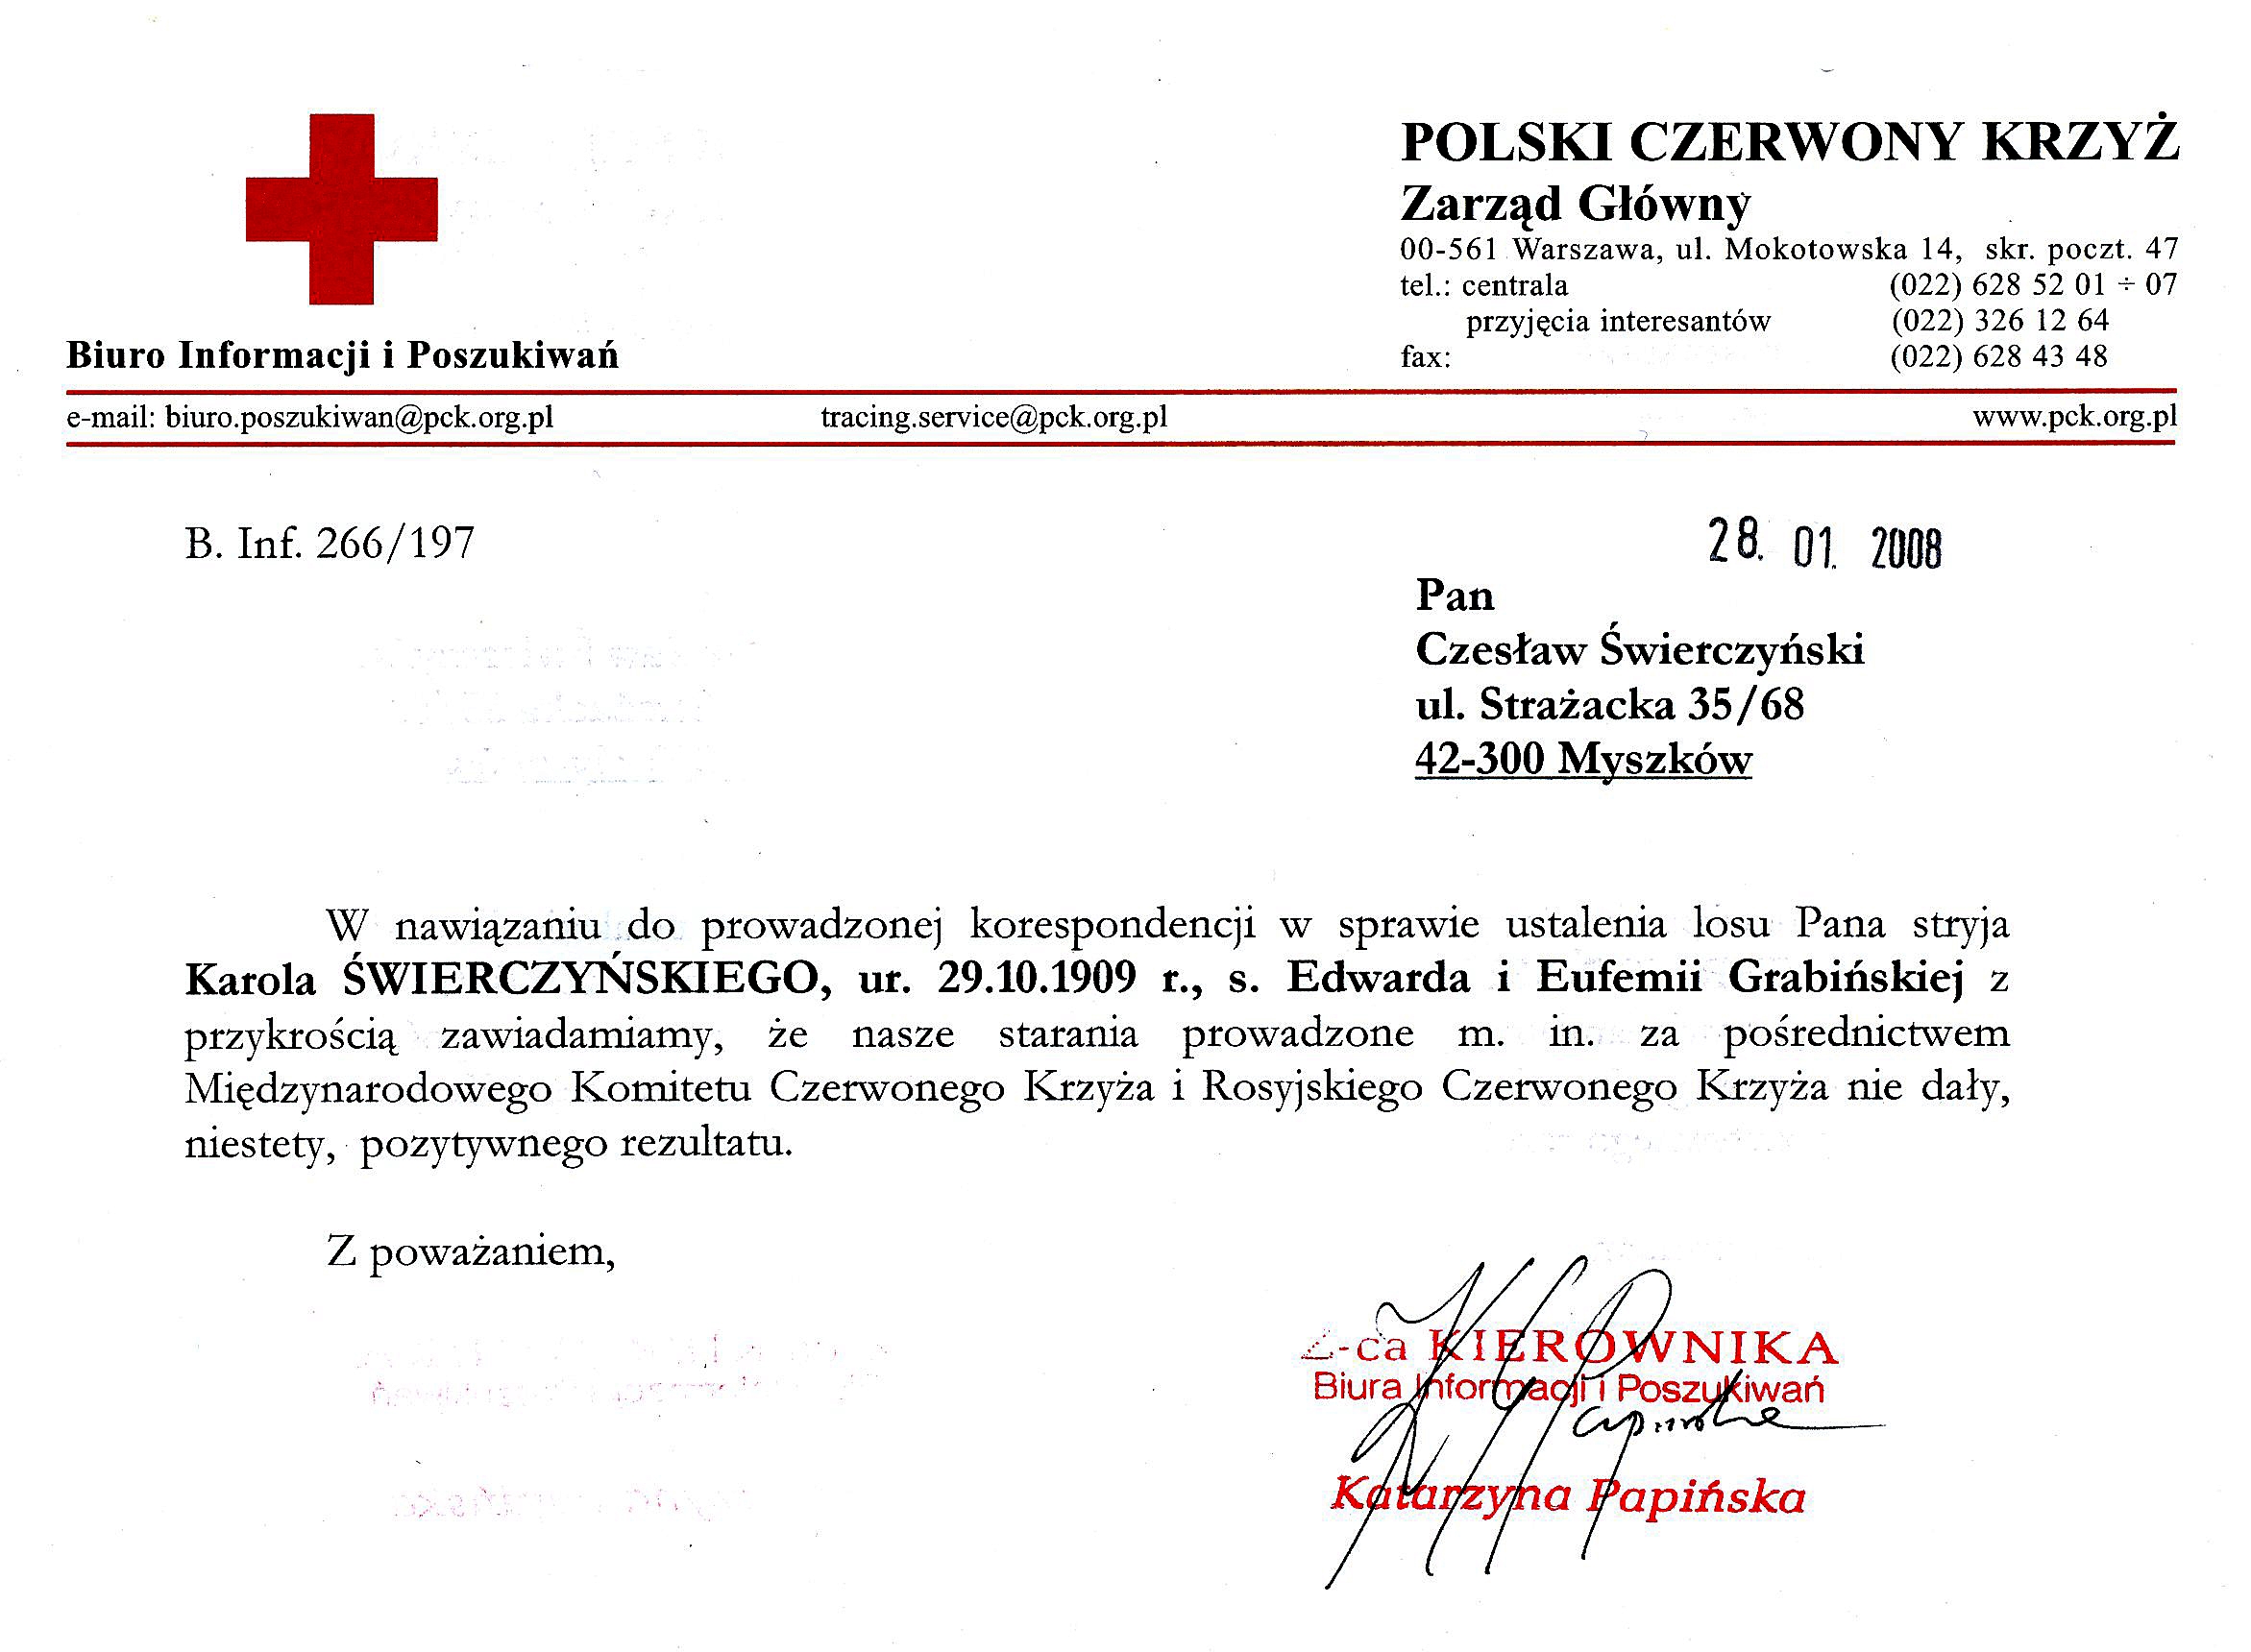 POLSKI CZERWONY KRZYŻ
Zarząd Główny
00-561 Warszawa, ul. Mokotowska 14, skr. poczt. 47
tel.: centrala (022) 628 52 01 ÷ 07
przyjęcia interesantów (022) 326 12 64
fax: (022) 628 43 48
Biuro Informacji i Poszukiwań
e-mail: biuro.poszukiwan@pck.org.pl tracing.service@pck.org.pl www.pck.org.pl
B. Inf. 266/197
28. 01. 2008
Pan
Czesław Świerczyński
ul. Strażacka 35/68
42-300 Myszków
W nawiązaniu do prowadzonej korespondencji w sprawie ustalenia losu Pana stryja
Karola ŚWIERCZYŃSKIEGO, ur. 29.10.1909 r., s. Edwarda i Eufemii Grabińskiej z
przykrością zawiadamiamy, że nasze starania prowadzone m. in. za pośrednictwem
Międzynarodowego Komitetu Czerwonego Krzyża i Rosyjskiego Czerwonego Krzyża nie dały,
niestety, pozytywnego rezultatu.
Z poważaniem,
Z-ca KIEROWNIKA
Biura Informacji i Poszukiwań
Katarzyna Papińska